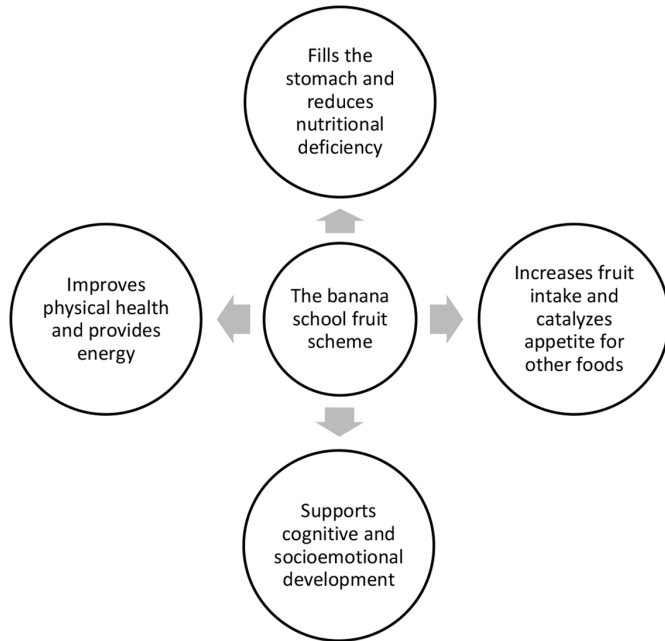 Fills the
stomach and
reduces
nutritional
deficiency
Improves
physical health
and provides
energy
The banana
school fruit
scheme
Increases fruit
intake and
catalyzes
appetite for
other foods
Supports
cognitive and
socioemotional
development